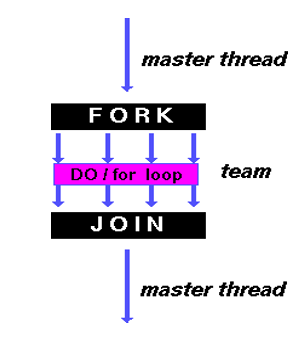 master thread
FORK
DO / for loop
team
JOIN
master thread